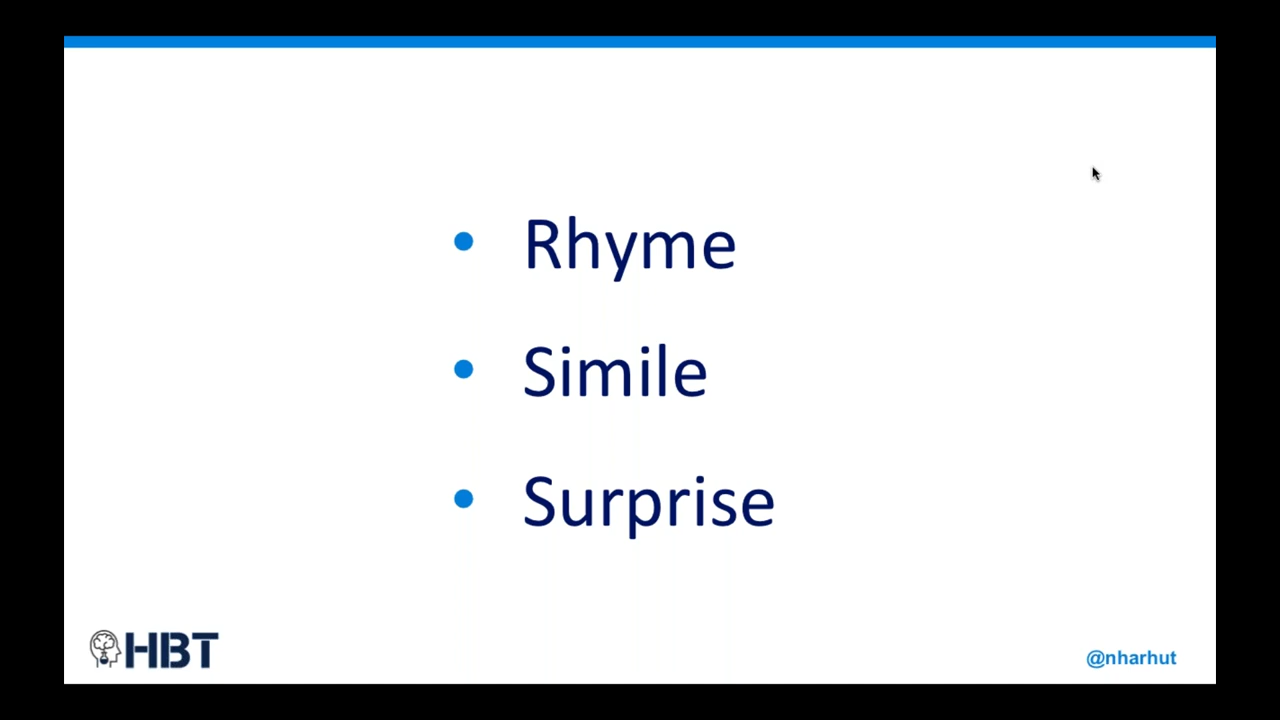 • Rhyme
• Simile
• Surprise
HBT
@nharhut